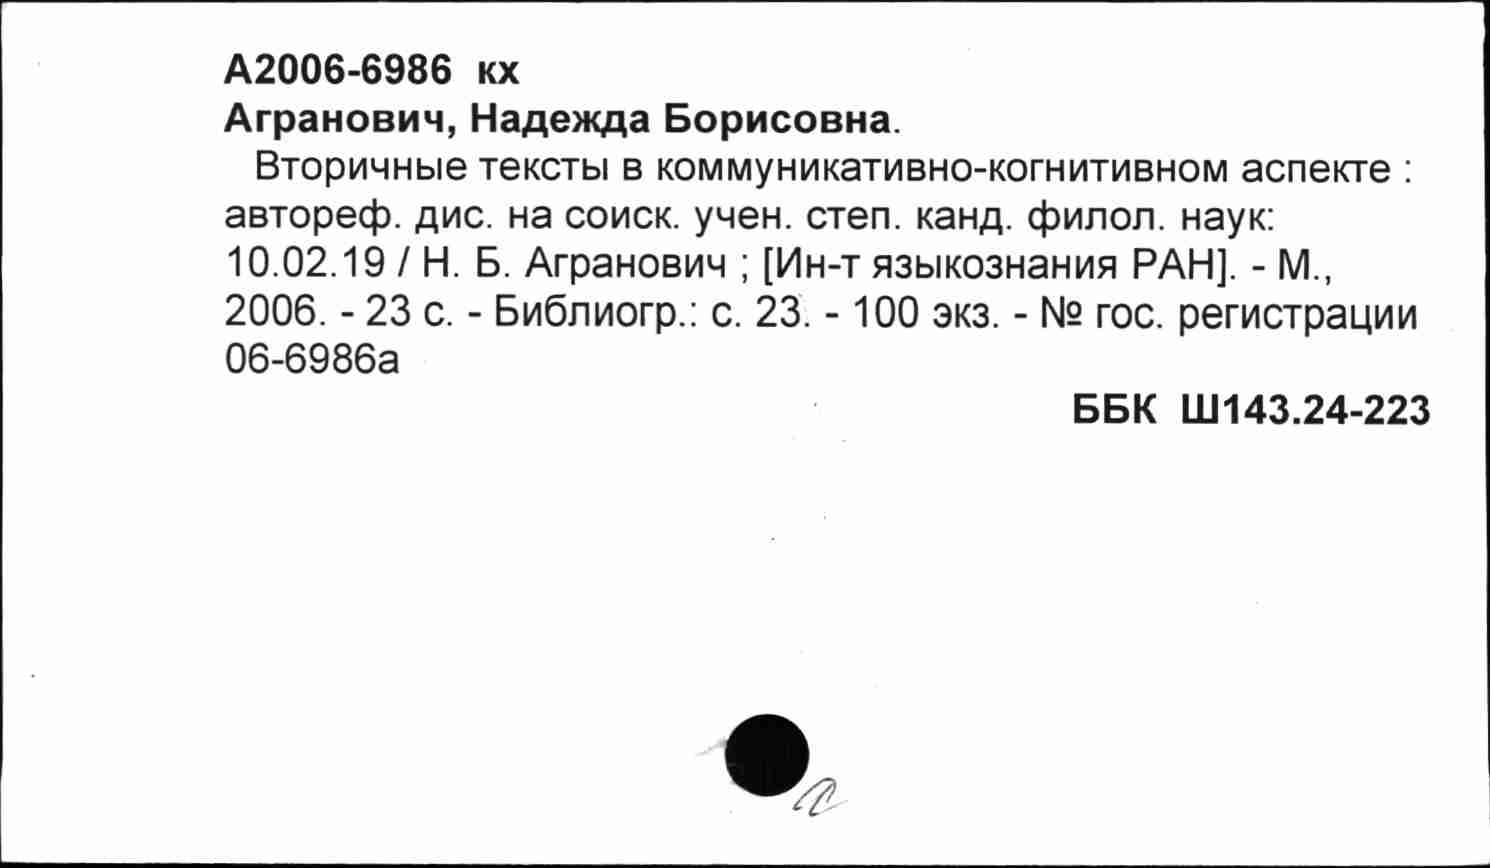 А2006-6986 кх
Агранович, Надежда Борисовна.
Вторичные тексты в коммуникативно-когнитивном аспекте :
автореф. дис. на соиск. учен. степ. канд. филол. наук:
10.02.19 / Н. Б. Агранович ; [Ин-т языкознания РАН]. - М.,
2006. - 23 с. - Библиогр.: с. 23. - 100 экз. - № гос. регистрации
06-6986а
ББК Ш143.24-223